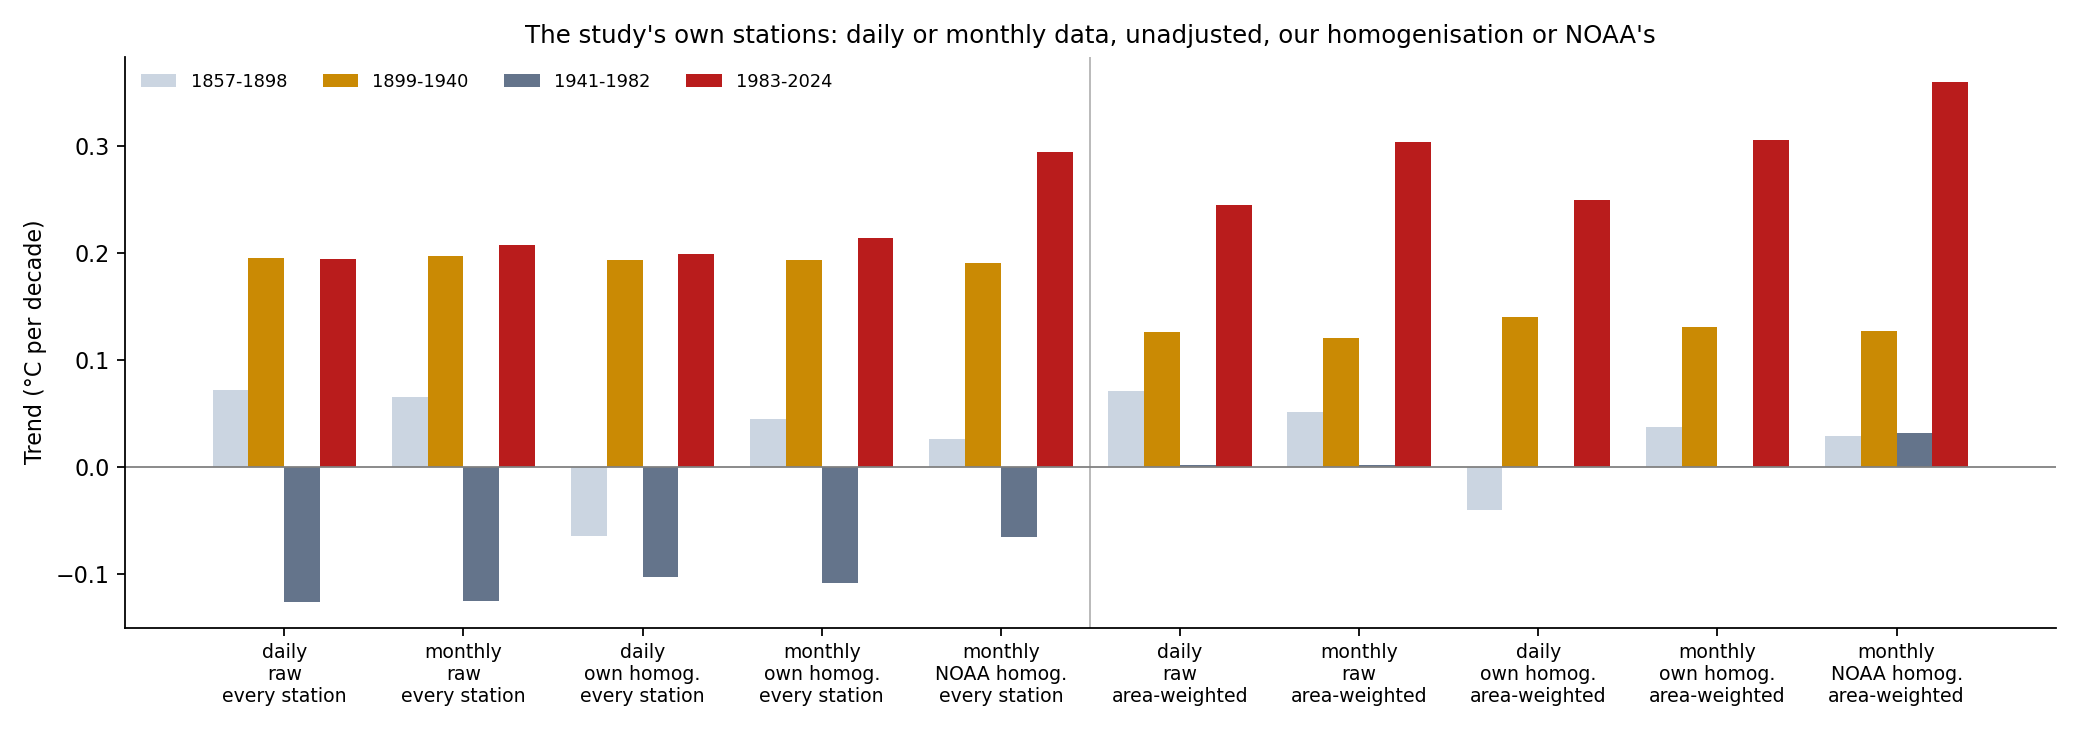 The study's own stations: daily or monthly data, unadjusted, our homogenisation or NOAA's
1857-1898 1899-1940 1941-1982 1983-2024
Trend (°C per decade)
0.3
0.2
0.1
0.0
−0.1
daily monthly daily monthly monthly daily monthly daily monthly monthly
raw raw own homog. own homog. NOAA homog. raw raw own homog. own homog. NOAA homog.
every station every station every station every station every station area-weighted area-weighted area-weighted area-weighted area-weighted